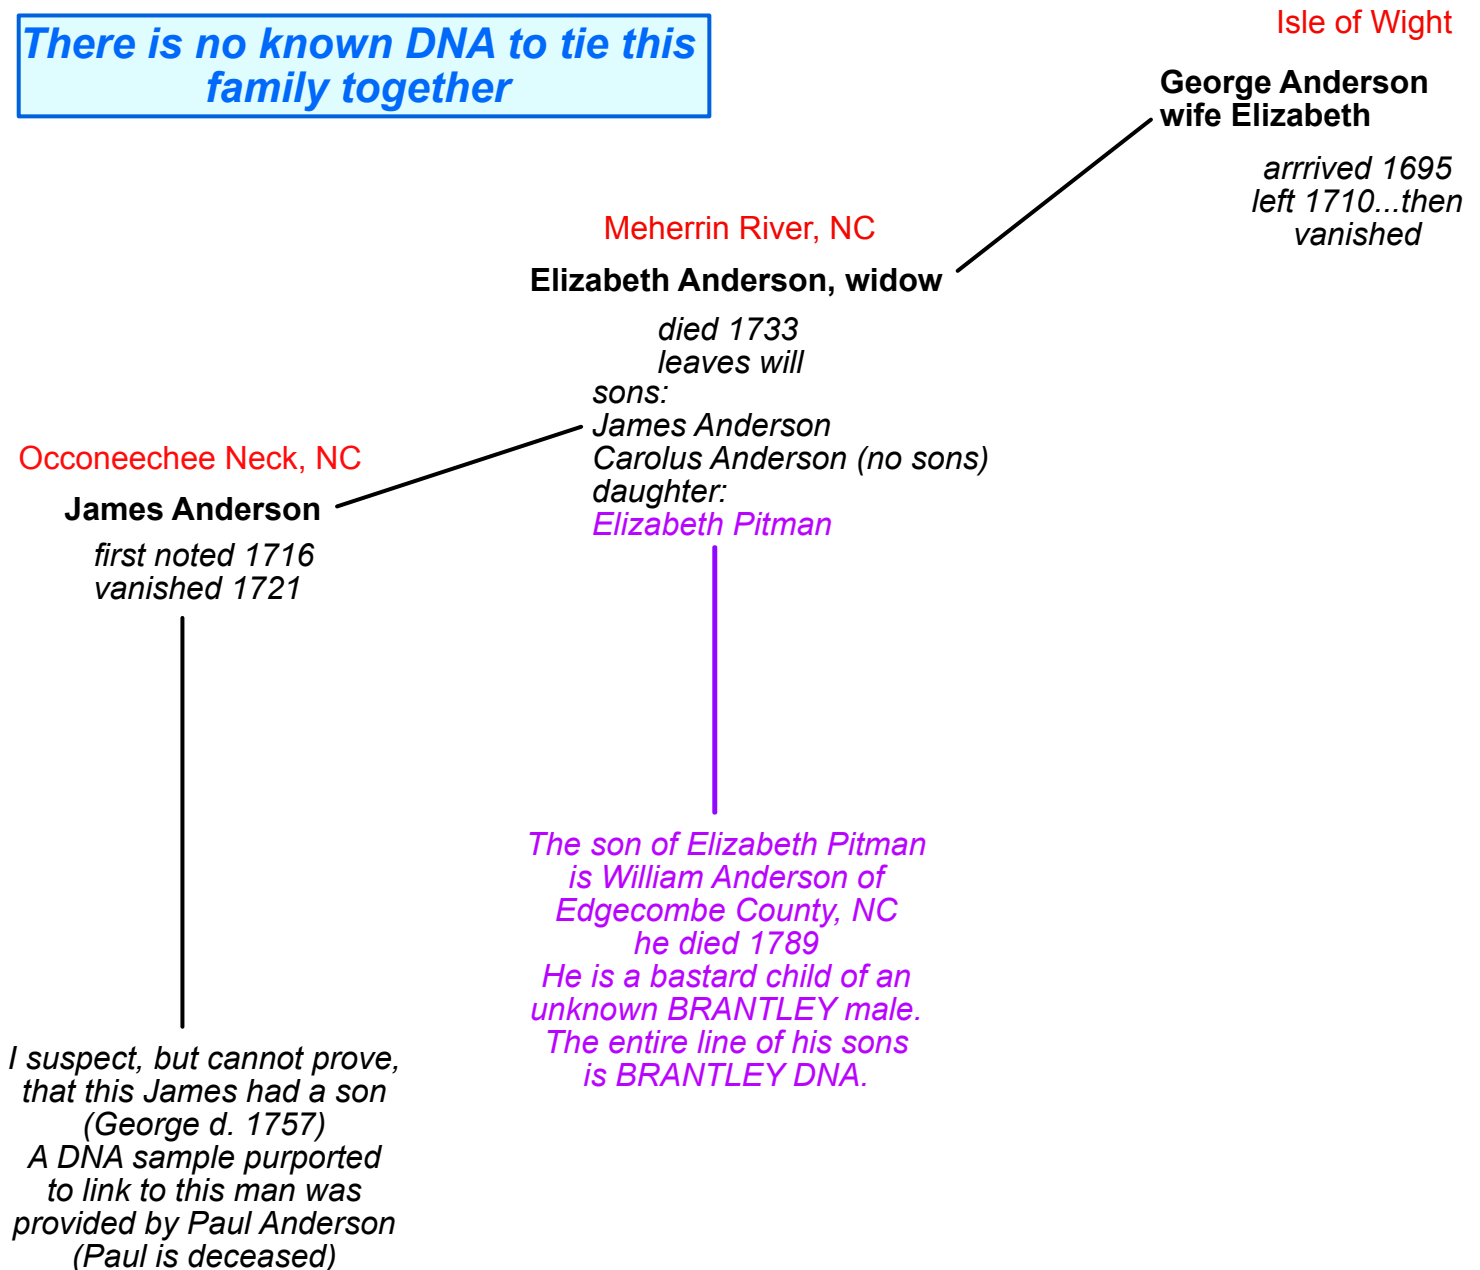 There is no known DNA to tie this
family together
Isle of Wight
George Anderson
wife Elizabeth
arrrived 1695
left 1710...then
vanished
Meherrin River, NC
Elizabeth Anderson, widow
died 1733
leaves will
sons:
James Anderson
Carolus Anderson (no sons)
daughter:
Elizabeth Pitman
Occoneechee Neck, NC
James Anderson
first noted 1716
vanished 1721
The son of Elizabeth Pitman
is William Anderson of
Edgecombe County, NC
he died 1789
He is a bastard child of an
unknown BRANTLEY male.
The entire line of his sons
is BRANTLEY DNA.
I suspect, but cannot prove,
that this James had a son
(George d. 1757)
A DNA sample purported
to link to this man was
provided by Paul Anderson
(Paul is deceased)